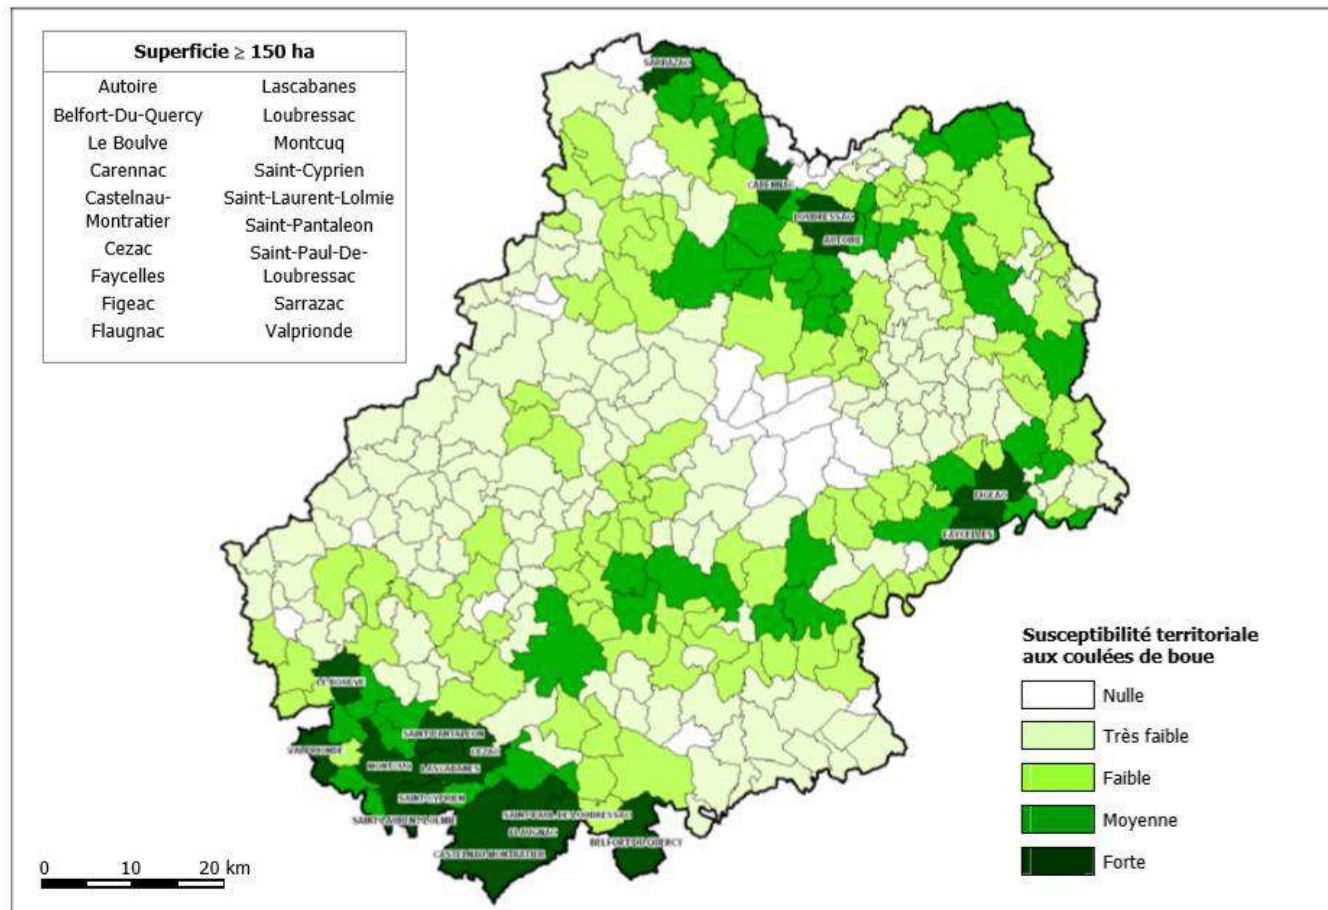 Superficie ≥ 150 ha
Autoire
Belfort-Du-Quercy
Le Boulve
Carennac
Castelnau-
Montratier
Cezac
Faycelles
Figeac
Flaugnac
Lascabanes
Loubressac
Montcuq
Saint-Cyprien
Saint-Laurent-Lolmie
Saint-Pantaleon
Saint-Paul-De-
Loubressac
Sarrazac
Valprionde
SARRAZAC
CARENNAC
LOUBRESSAC
AUTOIRE
FIGEAC
FAYCELLES
LE BOULVE
SAINT-PANTALEON
VALPRIONDE
CEZAC
MONTCUQ
LASCABANES
SAINT-CYPRIEN
SAINT-LAURENT-LOLMIE
SAINT-PAUL-DE-LOUBRESSAC
FLAUGNAC
BELFORT-DU-QUERCY
CASTELNAU-MONTRATIER
Susceptibilité territoriale
aux coulées de boue
Nulle
Très faible
Faible
Moyenne
Forte
0 10 20 km